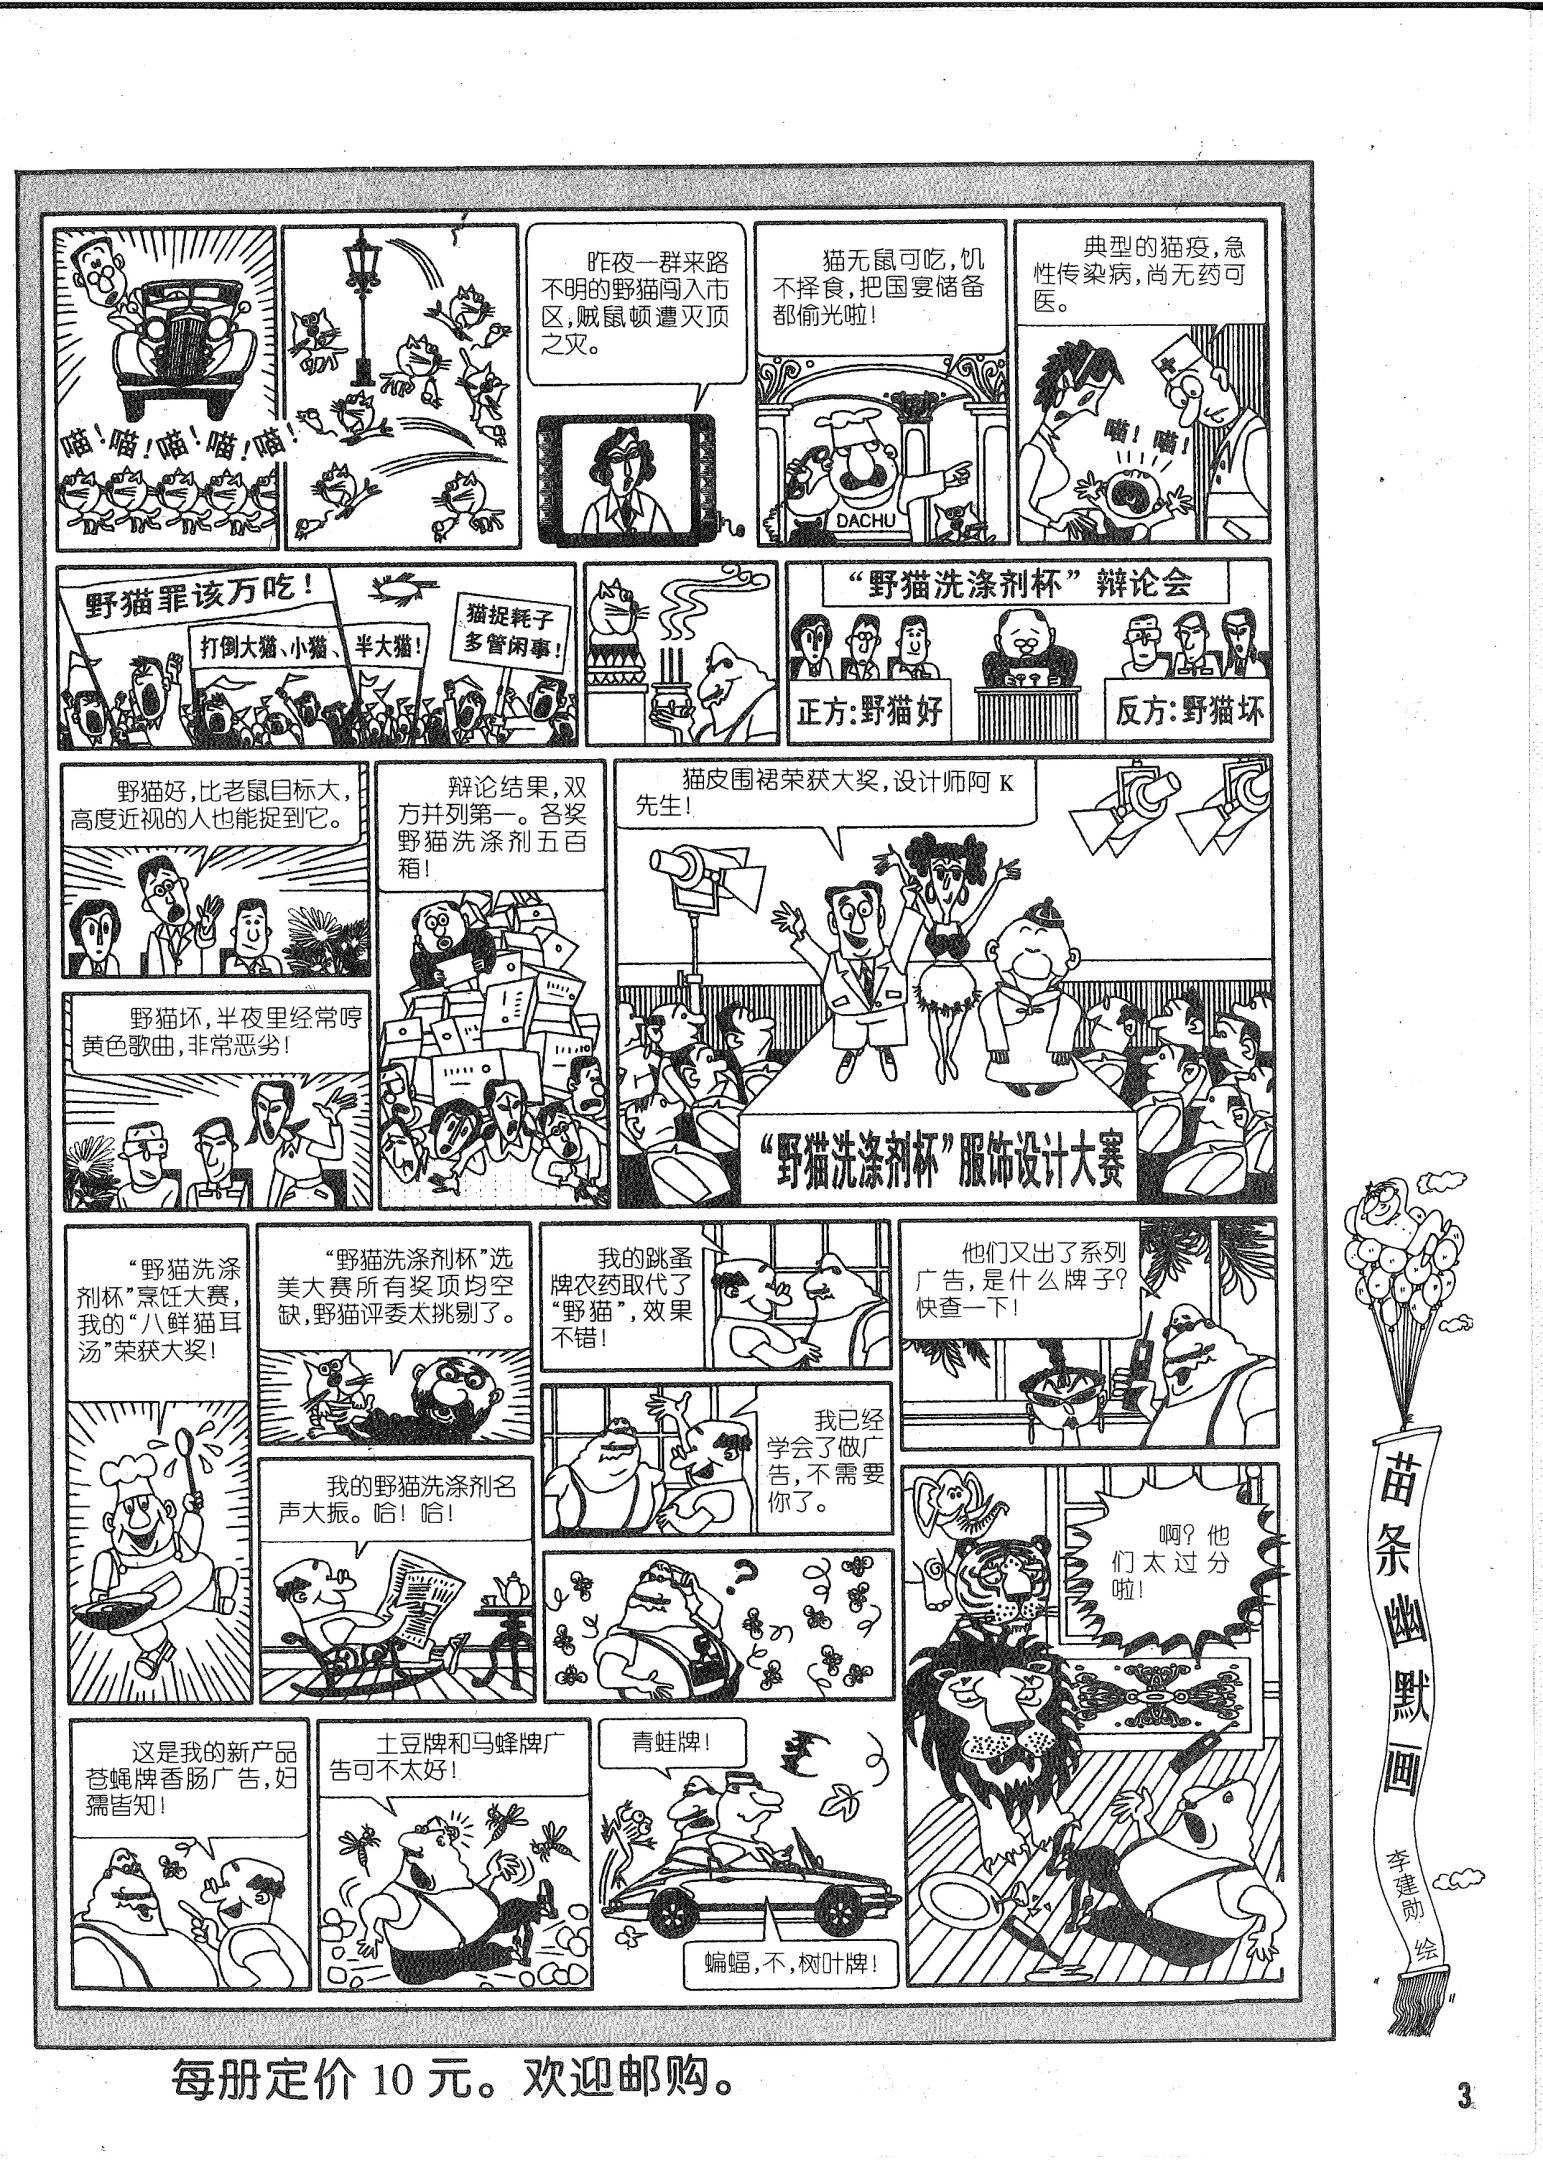 喵!喵!喵!喵!喵!
昨夜一群来路
不明的野猫闯入市
区,贼鼠顿遭灭顶
之灾。
猫无鼠可吃,饥
不择食,把国宴储备
都偷光啦!
DACHU
典型的猫疫,急
性传染病,尚无药可
医。
喵!喵!
野猫罪该万吃!
打倒大猫、小猫、半大猫!
猫捉耗子
多管闲事!
“野猫洗涤剂杯”辩论会
正方:野猫好
反方:野猫坏
野猫好,比老鼠目标大,
高度近视的人也能捉到它。
野猫坏,半夜里经常哼
黄色歌曲,非常恶劣!
辩论结果,双
方并列第一。各奖
野猫洗涤剂五百
箱!
猫皮围裙荣获大奖,设计师阿K
先生!
“野猫洗涤剂杯”服饰设计大赛
“野猫洗涤
剂杯”烹饪大赛,
我的“八鲜猫耳
汤”荣获大奖!
“野猫洗涤剂杯”选
美大赛所有奖项均空
缺,野猫评委太挑剔了。
我的野猫洗涤剂名
声大振。哈!哈!
我的跳蚤
牌农药取代了
“野猫”,效果
不错!
我已经
学会了做广
告,不需要
你了。
?
他们又出了系列
广告,是什么牌子?
快查一下!
啊?他
们太过分
啦!
这是我的新产品
苍蝇牌香肠广告,妇
孺皆知!
土豆牌和马蜂牌广
告可不太好!
青蛙牌!
蝙蝠,不,树叶牌!
苗条幽默画
李建勋 绘
每册定价10元。欢迎邮购。
3